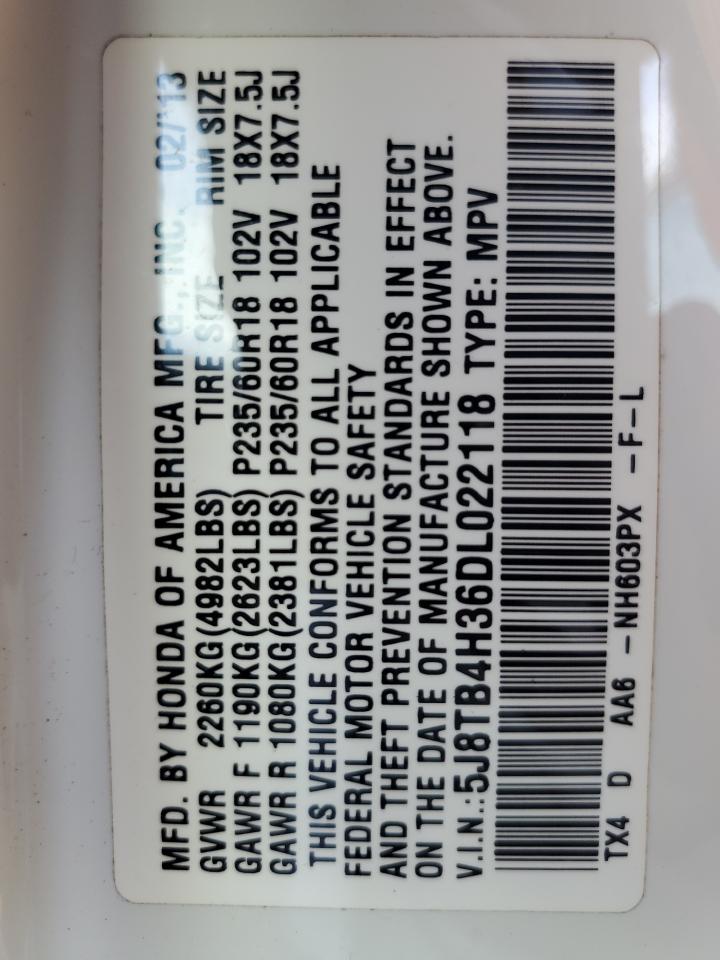 MFD. BY HONDA OF AMERICA MFG., INC. 02/'13
GVWR 2260KG(4982LBS) TIRE SIZE RIM SIZE
GAWR F 1190KG(2623LBS) P235/60R18 102V 18X7.5J
GAWR R 1080KG(2381LBS) P235/60R18 102V 18X7.5J
THIS VEHICLE CONFORMS TO ALL APPLICABLE
FEDERAL MOTOR VEHICLE SAFETY
AND THEFT PREVENTION STANDARDS IN EFFECT
ON THE DATE OF MANUFACTURE SHOWN ABOVE.
V.I.N.:5J8TB4H36DL022118 TYPE: MPV
TX4 D AA6 -NH603PX -F-L